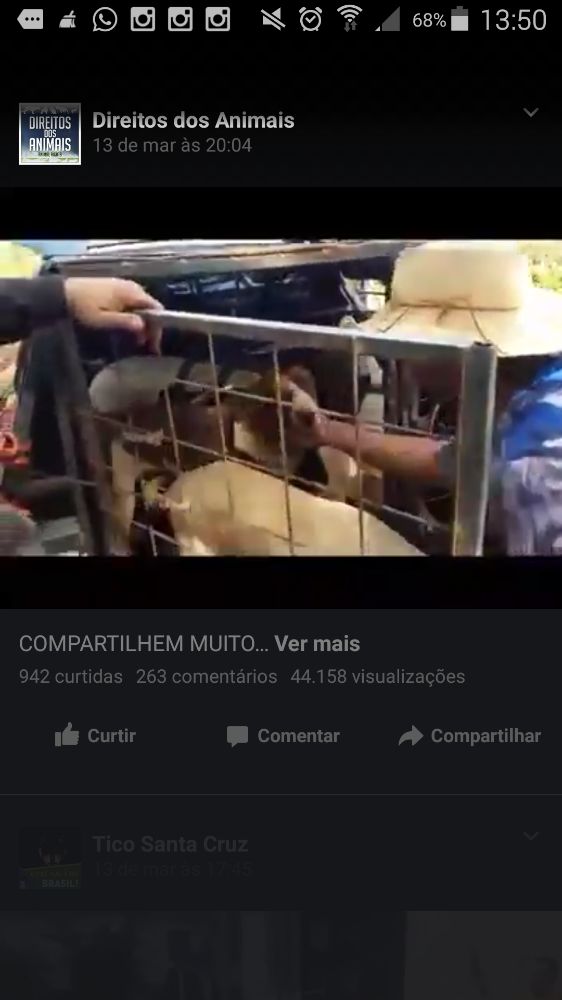 68% 13:50
DIREITOS
DOS
ANIMAIS
ANIMAL RIGHTS
Direitos dos Animais
13 de mar às 20:04
COMPARTILHEM MUITO... Ver mais
942 curtidas 263 comentários 44.158 visualizações
Curtir Comentar Compartilhar
Tico Santa Cruz
13 de mar às 17:45
O PRÉ-SAL É DO
BRASIL!